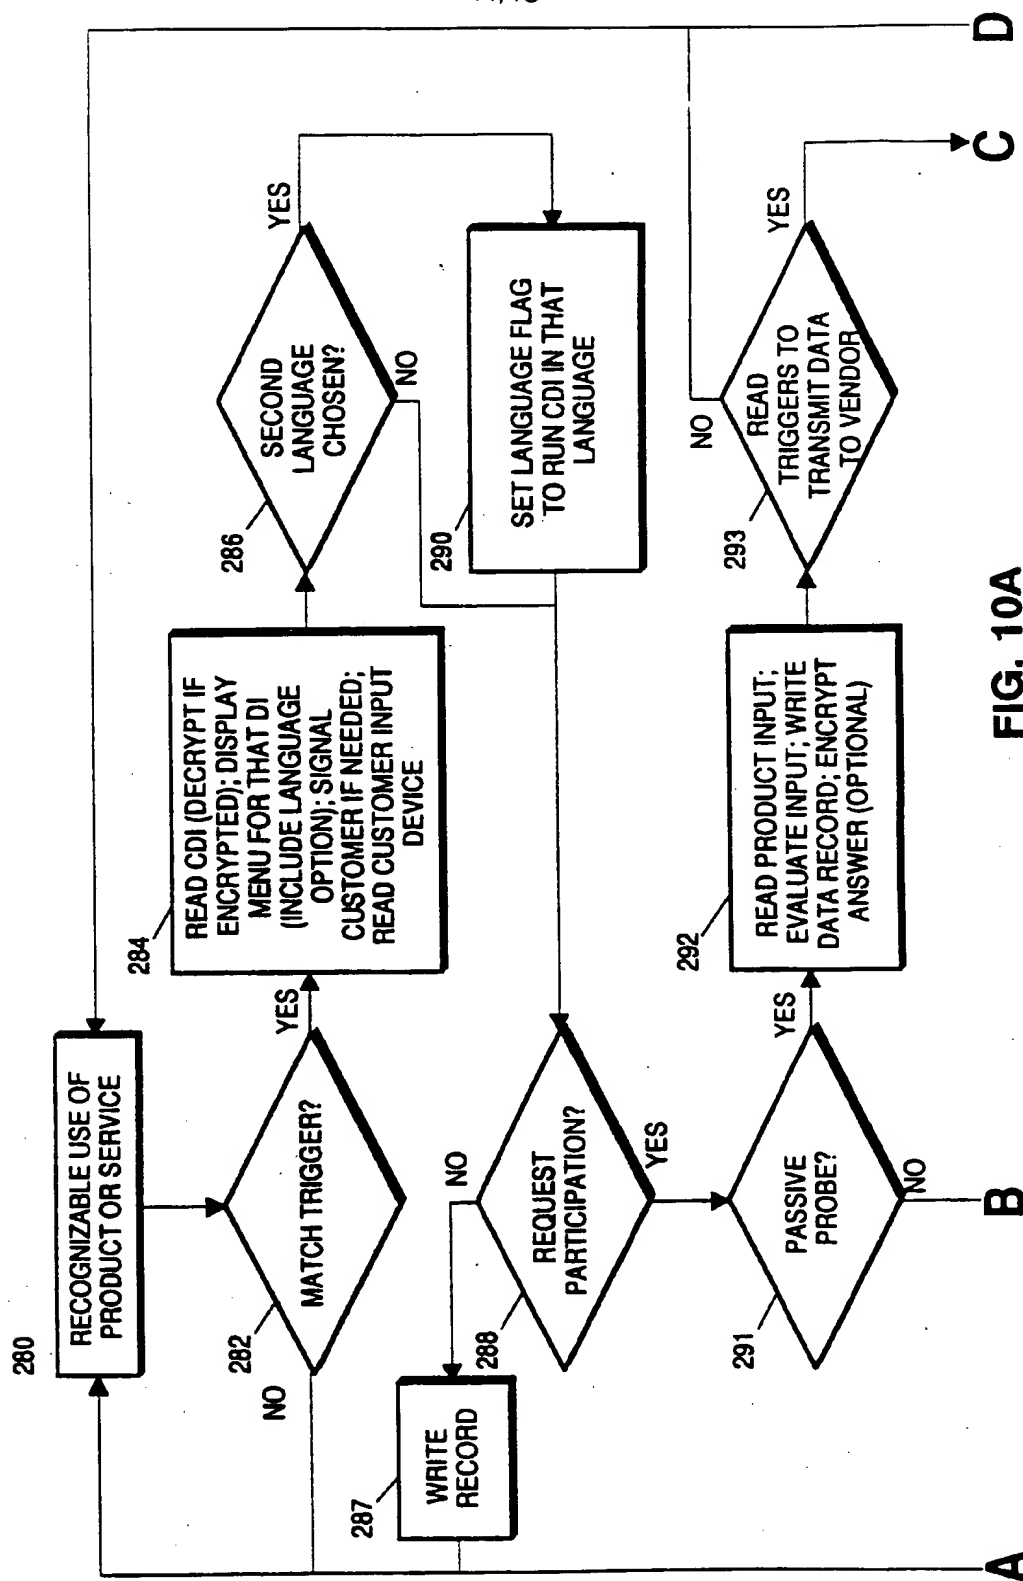 280
RECOGNIZABLE USE OF
PRODUCT OR SERVICE
282
MATCH TRIGGER?
NO
YES
284
READ CDI (DECRYPT IF
ENCRYPTED); DISPLAY
MENU FOR THAT DI
(INCLUDE LANGUAGE
OPTION); SIGNAL
CUSTOMER IF NEEDED;
READ CUSTOMER INPUT
DEVICE
286
SECOND
LANGUAGE
CHOSEN?
YES
NO
290
SET LANGUAGE FLAG
TO RUN CDI IN THAT
LANGUAGE
287
WRITE
RECORD
288
REQUEST
PARTICIPATION?
NO
YES
291
PASSIVE
PROBE?
YES
NO
292
READ PRODUCT INPUT;
EVALUATE INPUT; WRITE
DATA RECORD; ENCRYPT
ANSWER (OPTIONAL)
293
READ
TRIGGERS TO
TRANSMIT DATA
TO VENDOR
NO
YES
A
B
C
D
FIG. 10A